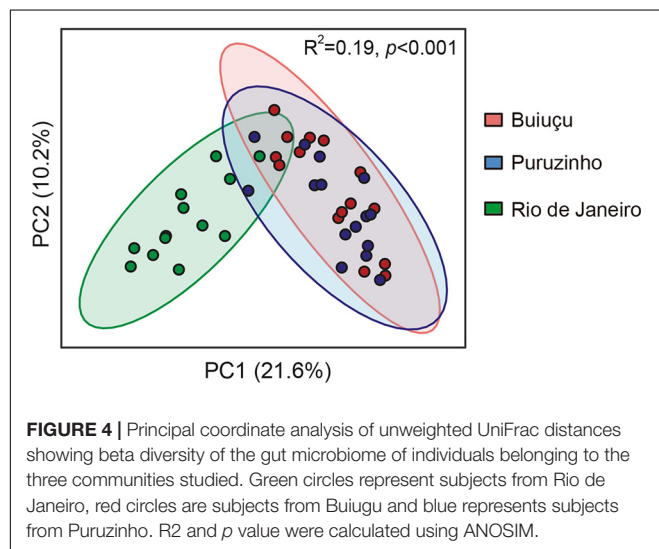 R²=0.19, p<0.001
PC2 (10.2%)
PC1 (21.6%)
Buiuçu
Puruzinho
Rio de Janeiro
FIGURE 4 | Principal coordinate analysis of unweighted UniFrac distances
showing beta diversity of the gut microbiome of individuals belonging to the
three communities studied. Green circles represent subjects from Rio de
Janeiro, red circles are subjects from Buiugu and blue represents subjects
from Puruzinho. R2 and p value were calculated using ANOSIM.